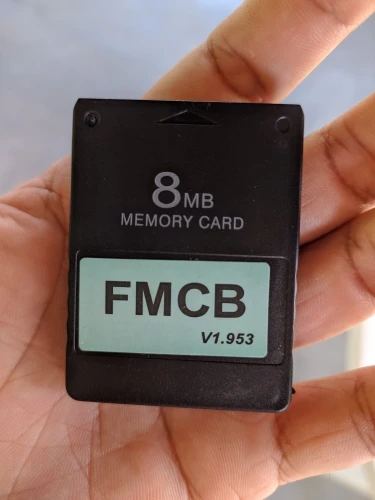 8MB
MEMORY CARD
FMCB
V1.953